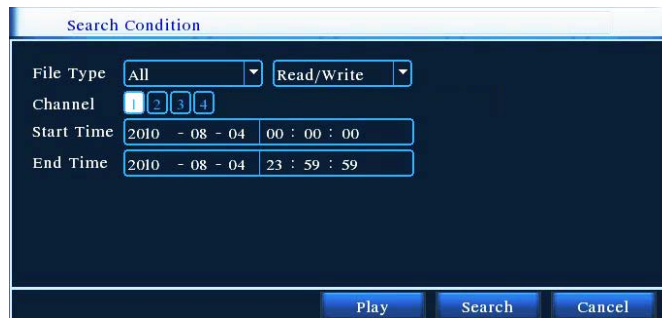 Search Condition
File Type All Read/Write
Channel 1 2 3 4
Start Time 2010 - 08 - 04 00 : 00 : 00
End Time 2010 - 08 - 04 23 : 59 : 59
Play Search Cancel